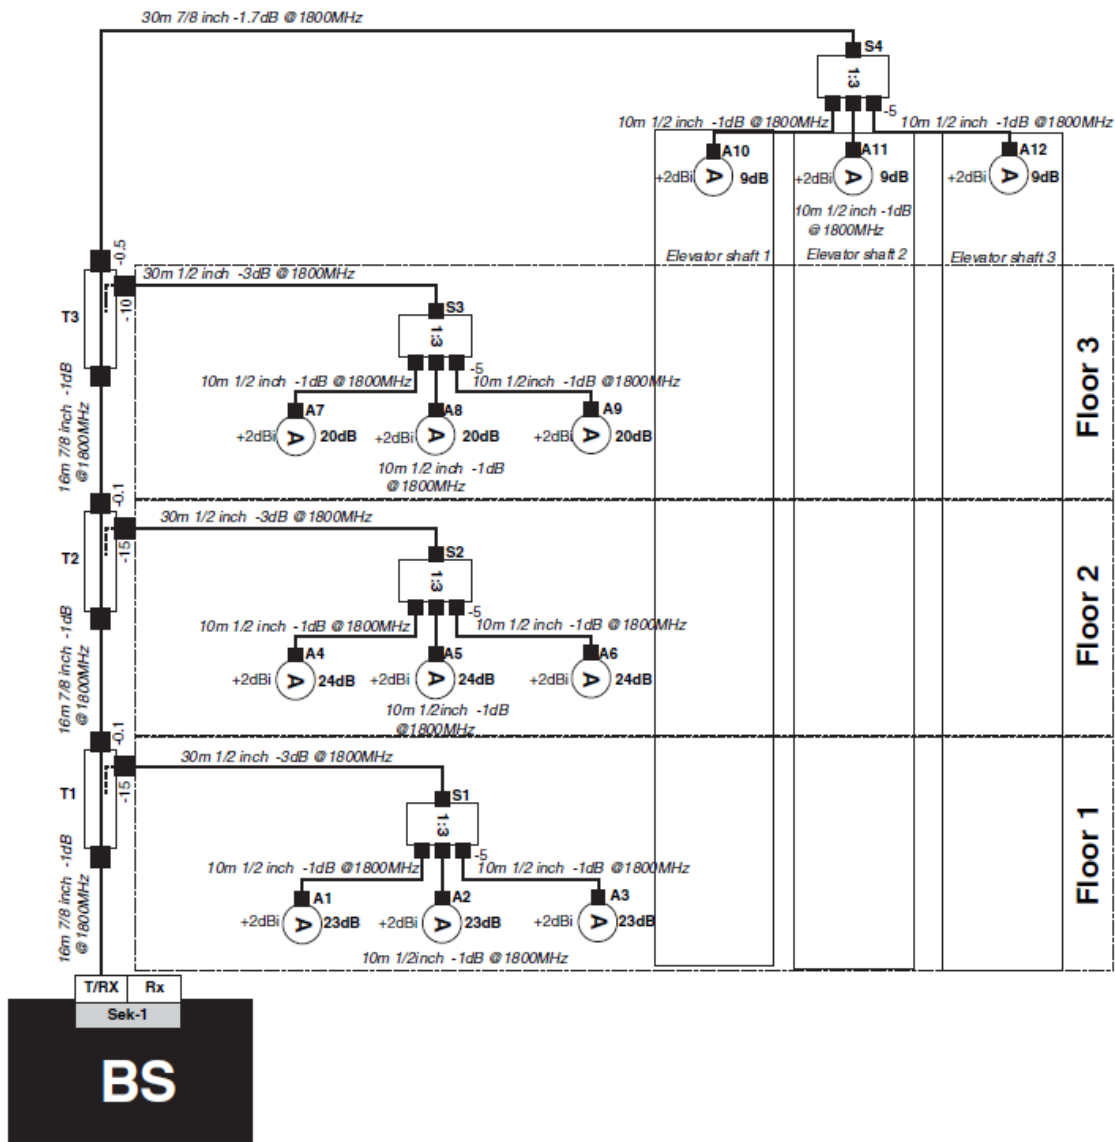 30m 7/8 inch -1.7dB @1800MHz
S4
1:3
-5
10m 1/2 inch -1dB @1800MHz
10m 1/2 inch -1dB @1800MHz
A10
+2dBi
A
9dB
A11
+2dBi
A
9dB
A12
+2dBi
A
9dB
10m 1/2 inch -1dB
@1800MHz
Elevator shaft 1
Elevator shaft 2
Elevator shaft 3
-0.5
30m 1/2 inch -3dB @1800MHz
T3
-10
S3
1:3
-5
10m 1/2 inch -1dB @1800MHz
10m 1/2inch -1dB @1800MHz
A7
+2dBi
A
20dB
A8
+2dBi
A
20dB
A9
+2dBi
A
20dB
10m 1/2 inch -1dB
@1800MHz
Floor 3
16m 7/8 inch -1dB
@1800MHz
-0.1
30m 1/2 inch -3dB @1800MHz
T2
-15
S2
1:3
-5
10m 1/2 inch -1dB @1800MHz
10m 1/2 inch -1dB @1800MHz
A4
+2dBi
A
24dB
A5
+2dBi
A
24dB
A6
+2dBi
A
24dB
10m 1/2inch -1dB
@1800MHz
Floor 2
16m 7/8 inch -1dB
@1800MHz
-0.1
30m 1/2 inch -3dB @1800MHz
T1
-15
S1
1:3
-5
10m 1/2 inch -1dB @1800MHz
10m 1/2 inch -1dB @1800MHz
A1
+2dBi
A
23dB
A2
+2dBi
A
23dB
A3
+2dBi
A
23dB
10m 1/2inch -1dB @1800MHz
Floor 1
16m 7/8 inch -1dB
@1800MHz
T/RX
Rx
Sek-1
BS